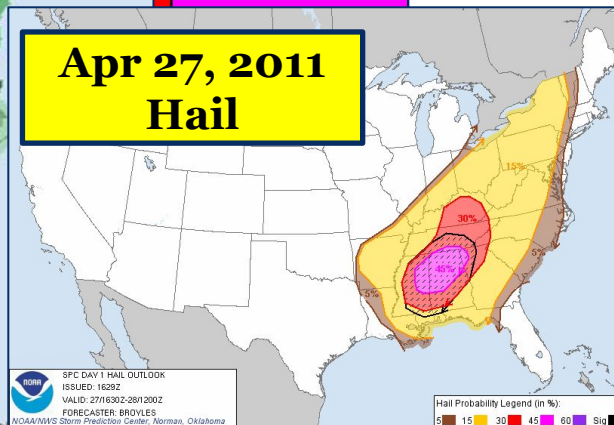 Apr 27, 2011
Hail
15%
30%
45%
5%
5%
NOAA
SPC DAY 1 HAIL OUTLOOK
ISSUED: 1629Z
VALID: 27/1630Z-28/1200Z
FORECASTER: BROYLES
NOAA/NWS Storm Prediction Center, Norman, Oklahoma
Hail Probability Legend (in %):
5 15 30 45 60 Sig